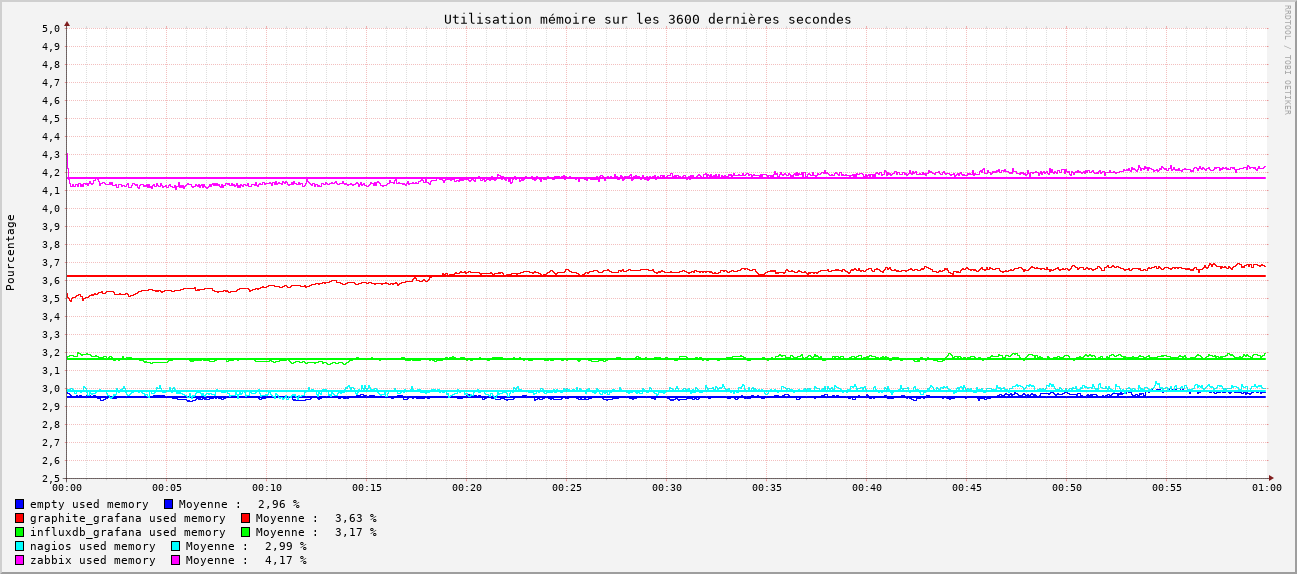 Utilisation mémoire sur les 3600 dernières secondes
RRDTOOL / TOBI OETIKER
Pourcentage
5,0
4,9
4,8
4,7
4,6
4,5
4,4
4,3
4,2
4,1
4,0
3,9
3,8
3,7
3,6
3,5
3,4
3,3
3,2
3,1
3,0
2,9
2,8
2,7
2,6
2,5
00:00 00:05 00:10 00:15 00:20 00:25 00:30 00:35 00:40 00:45 00:50 00:55 01:00
empty used memory Moyenne : 2,96 %
graphite_grafana used memory Moyenne : 3,63 %
influxdb_grafana used memory Moyenne : 3,17 %
nagios used memory Moyenne : 2,99 %
zabbix used memory Moyenne : 4,17 %